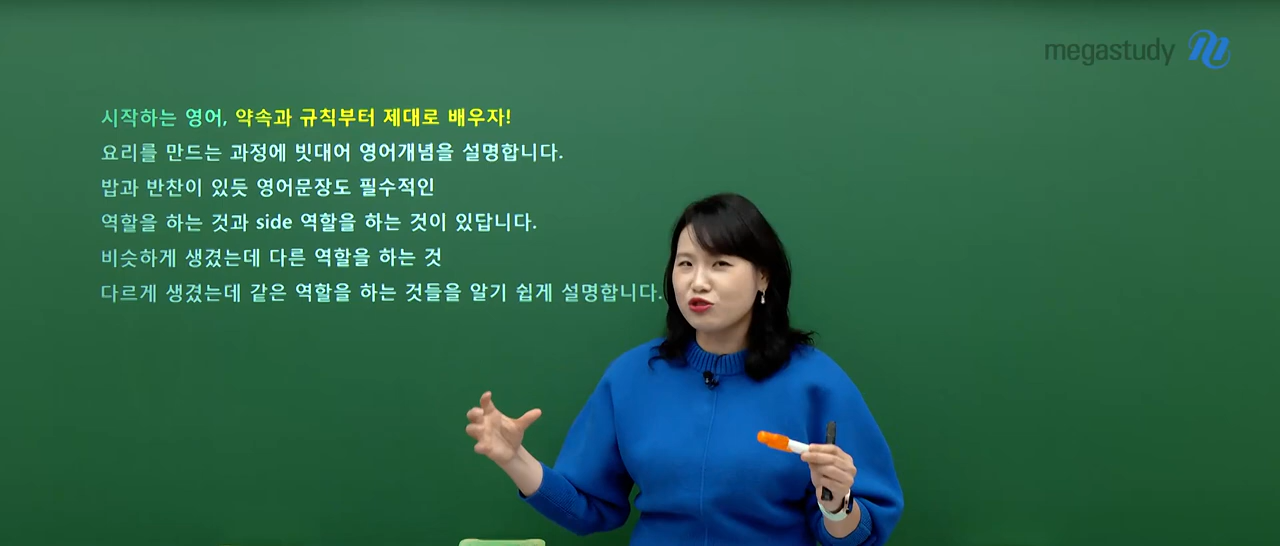 megastudy
시작하는 영어, 약속과 규칙부터 제대로 배우자!
요리를 만드는 과정에 빗대어 영어개념을 설명합니다.
밥과 반찬이 있듯 영어문장도 필수적인
역할을 하는 것과 side 역할을 하는 것이 있답니다.
비슷하게 생겼는데 다른 역할을 하는 것
다르게 생겼는데 같은 역할을 하는 것들을 알기 쉽게 설명합니다.